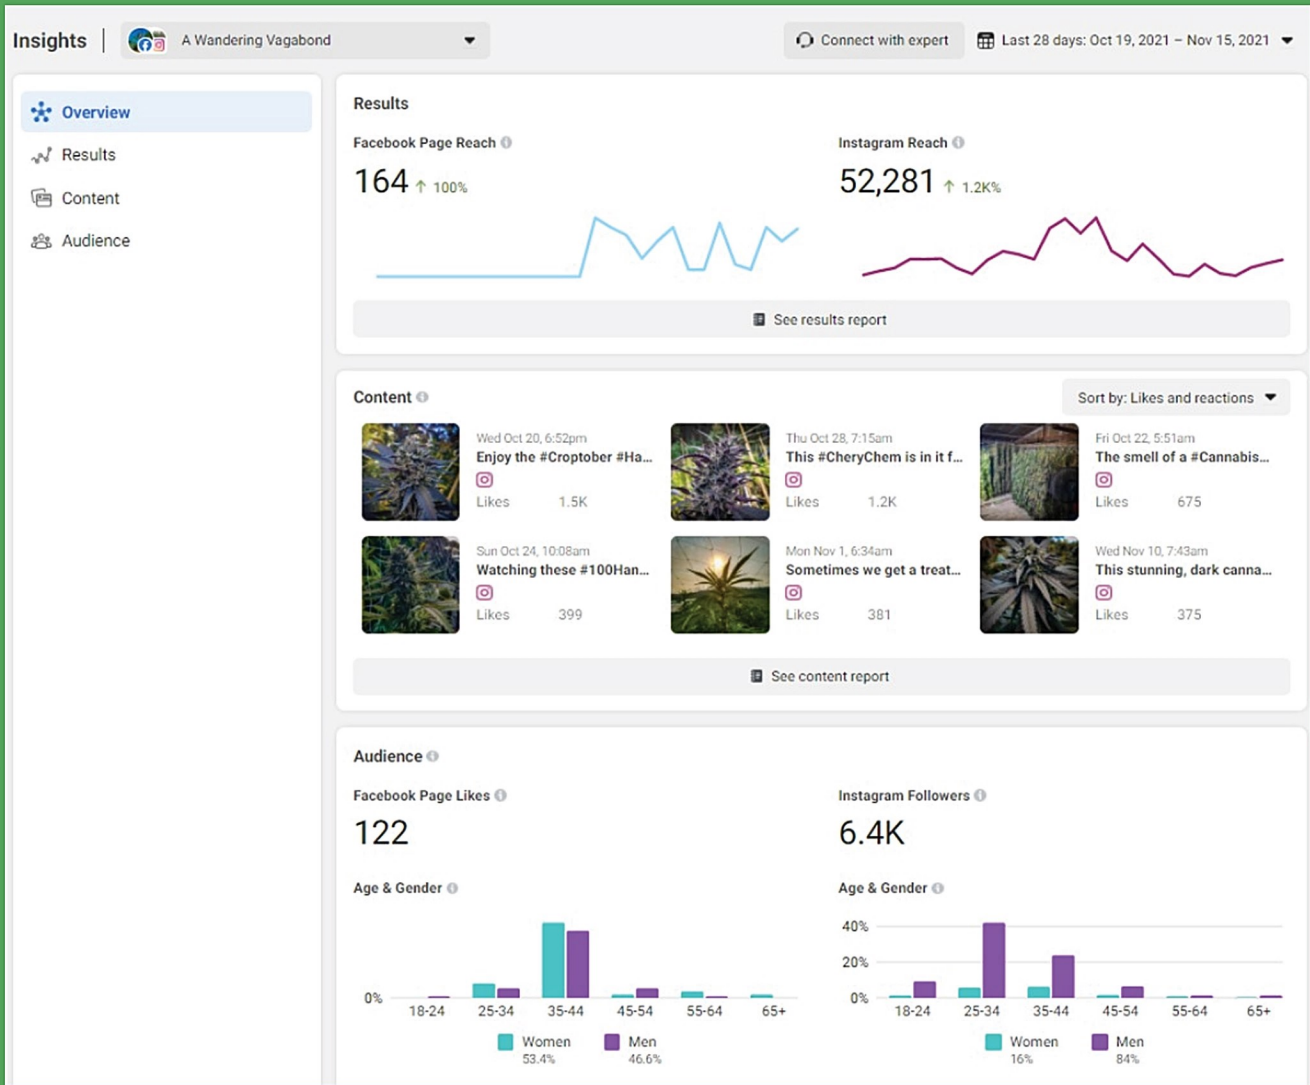 Insights
A Wandering Vagabond
Connect with expert
Last 28 days: Oct 19, 2021 – Nov 15, 2021
Overview
Results
Content
Audience
Results
Facebook Page Reach
164 ↑ 100%
Instagram Reach
52,281 ↑ 1.2K%
See results report
Content
Sort by: Likes and reactions
Wed Oct 20, 6:52pm
Enjoy the #Croptober #Ha...
Likes 1.5K
Thu Oct 28, 7:15am
This #CheryChem is in it f...
Likes 1.2K
Fri Oct 22, 5:51am
The smell of a #Cannabis...
Likes 675
Sun Oct 24, 10:08am
Watching these #100Han...
Likes 399
Mon Nov 1, 6:34am
Sometimes we get a treat...
Likes 381
Wed Nov 10, 7:43am
This stunning, dark canna...
Likes 375
See content report
Audience
Facebook Page Likes
122
Age & Gender
0%
18-24 25-34 35-44 45-54 55-64 65+
Women Men
53.4% 46.6%
Instagram Followers
6.4K
Age & Gender
40%
20%
0%
18-24 25-34 35-44 45-54 55-64 65+
Women Men
16% 84%